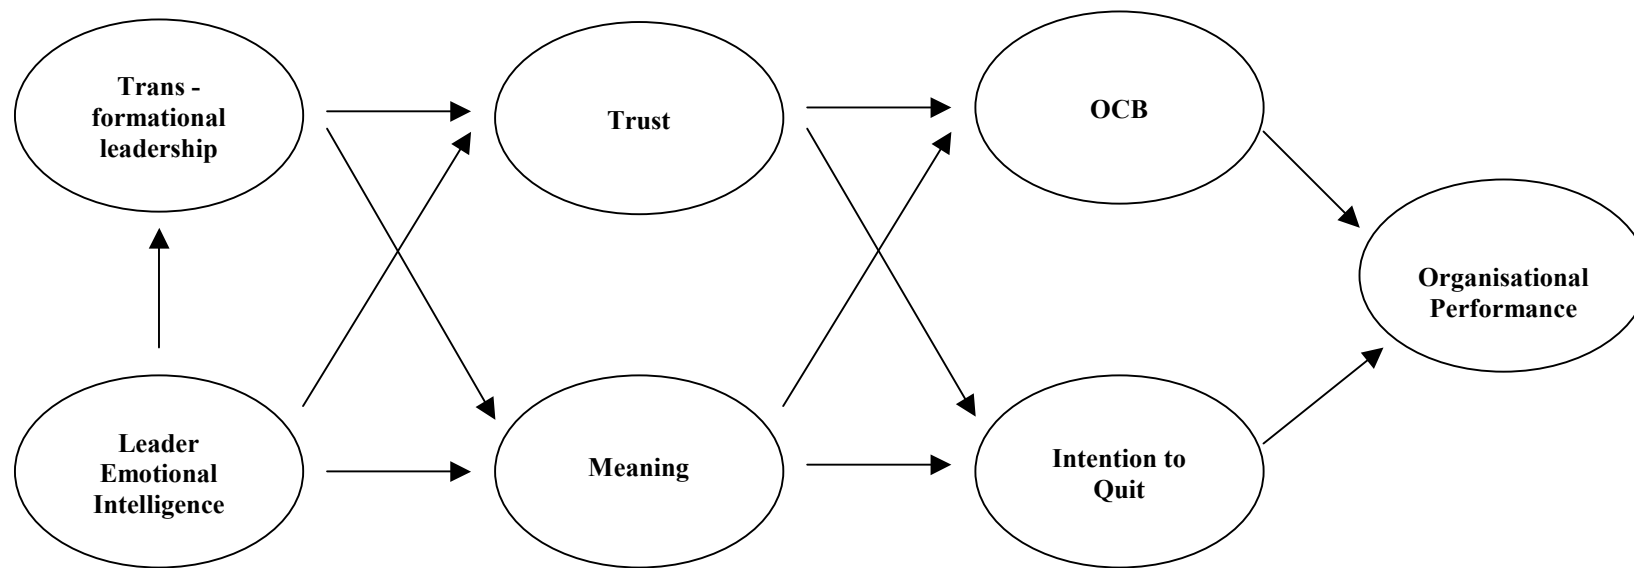 Trans -
formational
leadership
Trust
OCB
Organisational
Performance
Leader
Emotional
Intelligence
Meaning
Intention to
Quit